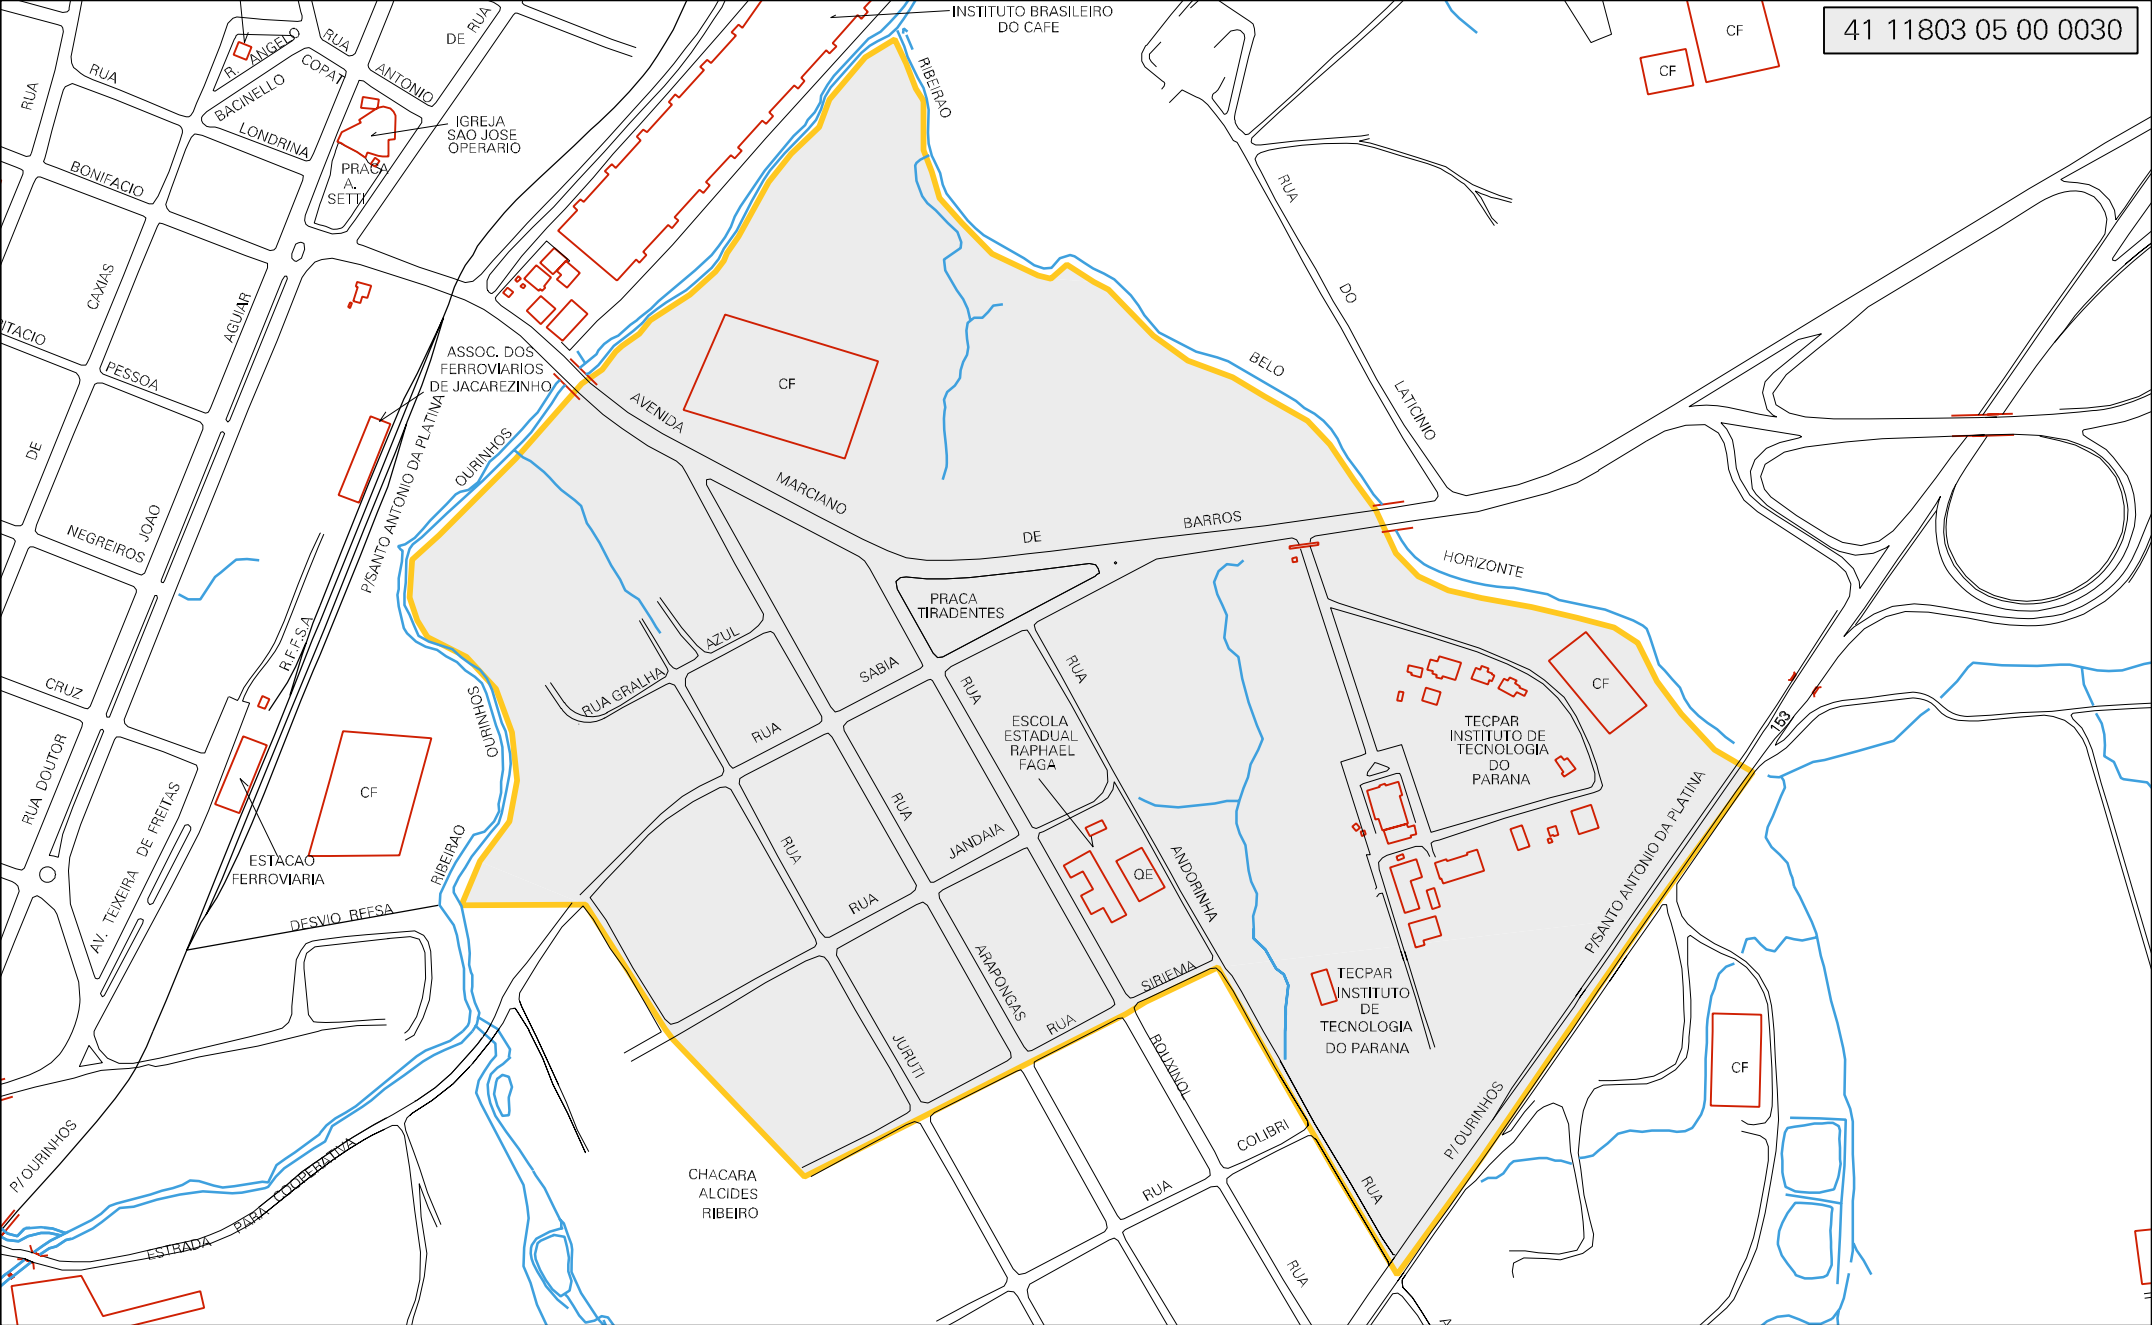 41 11803 05 00 0030
INSTITUTO BRASILEIRO
DO CAFE
CF
CF
RUA
RUA
R. ANGELO
RUA
COPAT
BACINELLO
LONDRINA
ANTONIO
DE
RUA
IGREJA
SAO JOSE
OPERARIO
PRACA
A.
SETTI
BONIFACIO
CAXIAS
AGUIAR
PESSOA
DE
JOAO
NEGREIROS
CRUZ
RUA DOUTOR
AV. TEIXEIRA DE FREITAS
ASSOC. DOS
FERROVIARIOS
DE JACAREZINHO
P/SANTO ANTONIO DA PLATINA
R.F.F.S.A
OURINHOS
OURINHOS
RIBEIRAO
CF
ESTACAO
FERROVIARIA
DESVIO REFSA
P/ OURINHOS
ESTRADA PARA COOPERATIVA
RIBEIRAO
BELO
HORIZONTE
RUA
DO
LATICINIO
CF
AVENIDA
MARCIANO
DE
BARROS
PRACA
TIRADENTES
AZUL
RUA GRALHA
SABIA
RUA
RUA
RUA
ESCOLA
ESTADUAL
RAPHAEL
FAGA
QE
RUA
RUA
JANDAIA
RUA
ARAPONGAS
JURUTI
RUA
SIRIEMA
ANDORINHA
ROUXINOL
COLIBRI
RUA
RUA
RUA
CHACARA
ALCIDES
RIBEIRO
CF
TECPAR
INSTITUTO DE
TECNOLOGIA
DO
PARANA
TECPAR
INSTITUTO
DE
TECNOLOGIA
DO PARANA
153
P/SANTO ANTONIO DA PLATINA
P/ OURINHOS
CF